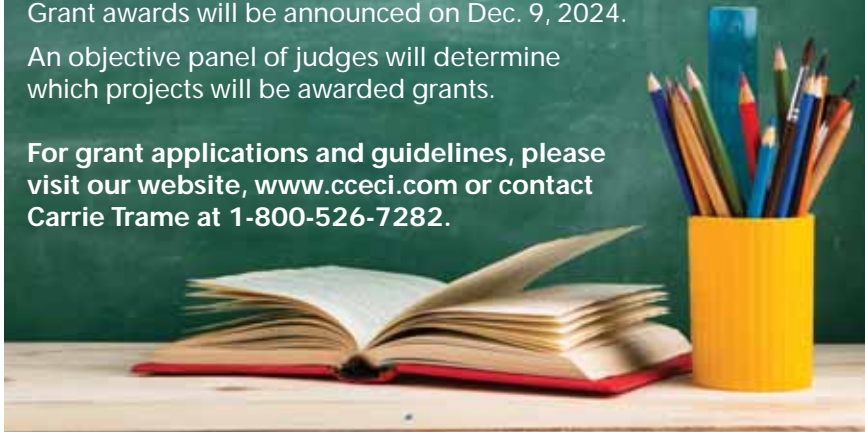 Grant awards will be announced on Dec. 9, 2024.
An objective panel of judges will determine
which projects will be awarded grants.
For grant applications and guidelines, please
visit our website, www.cceci.com or contact
Carrie Trame at 1-800-526-7282.